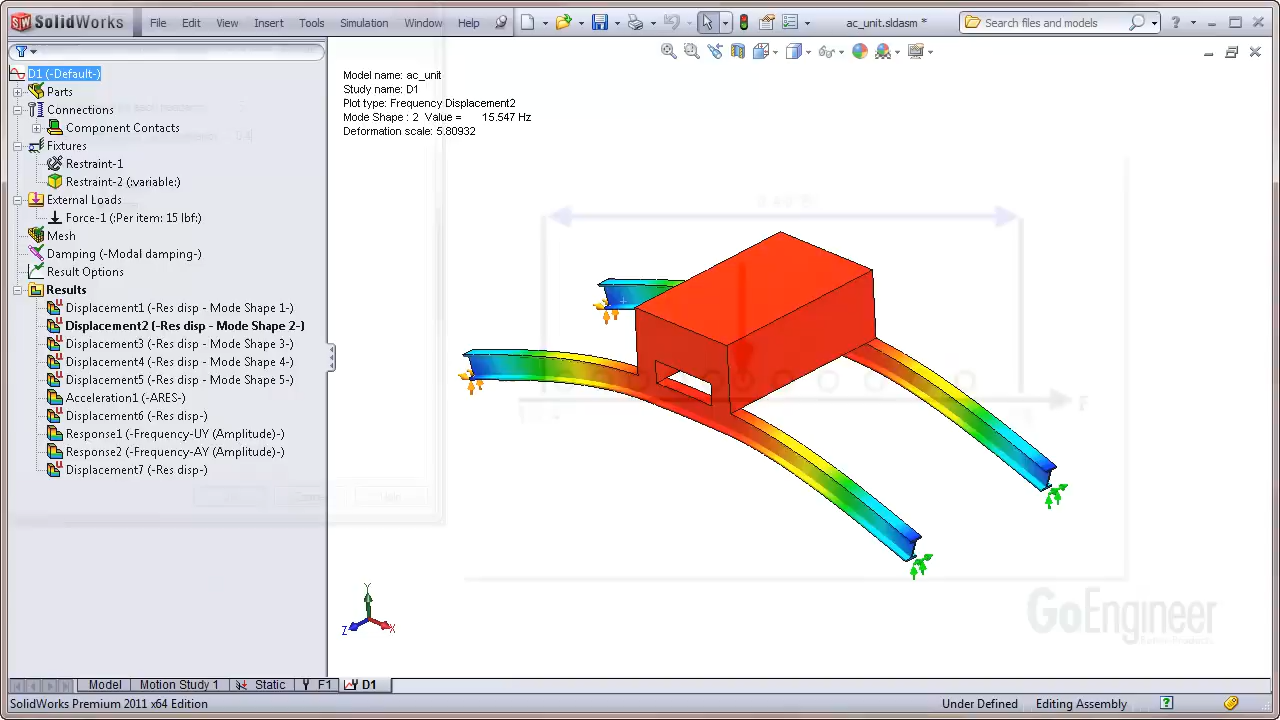 SolidWorks File Edit View Insert Tools Simulation Window Help ac_unit.sldasm * Search files and models ?
D1 (-Default-)
Parts
Connections
Component Contacts
Fixtures
Restraint-1
Restraint-2 (:variable:)
External Loads
Force-1 (:Per item: 15 lbf:)
Mesh
Damping (-Modal damping-)
Result Options
Results
Displacement1 (-Res disp - Mode Shape 1-)
Displacement2 (-Res disp - Mode Shape 2-)
Displacement3 (-Res disp - Mode Shape 3-)
Displacement4 (-Res disp - Mode Shape 4-)
Displacement5 (-Res disp - Mode Shape 5-)
Acceleration1 (-ARES-)
Displacement6 (-Res disp-)
Response1 (-Frequency-UY (Amplitude)-)
Response2 (-Frequency-AY (Amplitude)-)
Displacement7 (-Res disp-)
Model name: ac_unit
Study name: D1
Plot type: Frequency Displacement2
Mode Shape : 2 Value = 15.547 Hz
Deformation scale: 5.80932
F
Y
Z X
GoEngineer
Model Motion Study 1 Static F1 D1
SolidWorks Premium 2011 x64 Edition Under Defined Editing Assembly ?